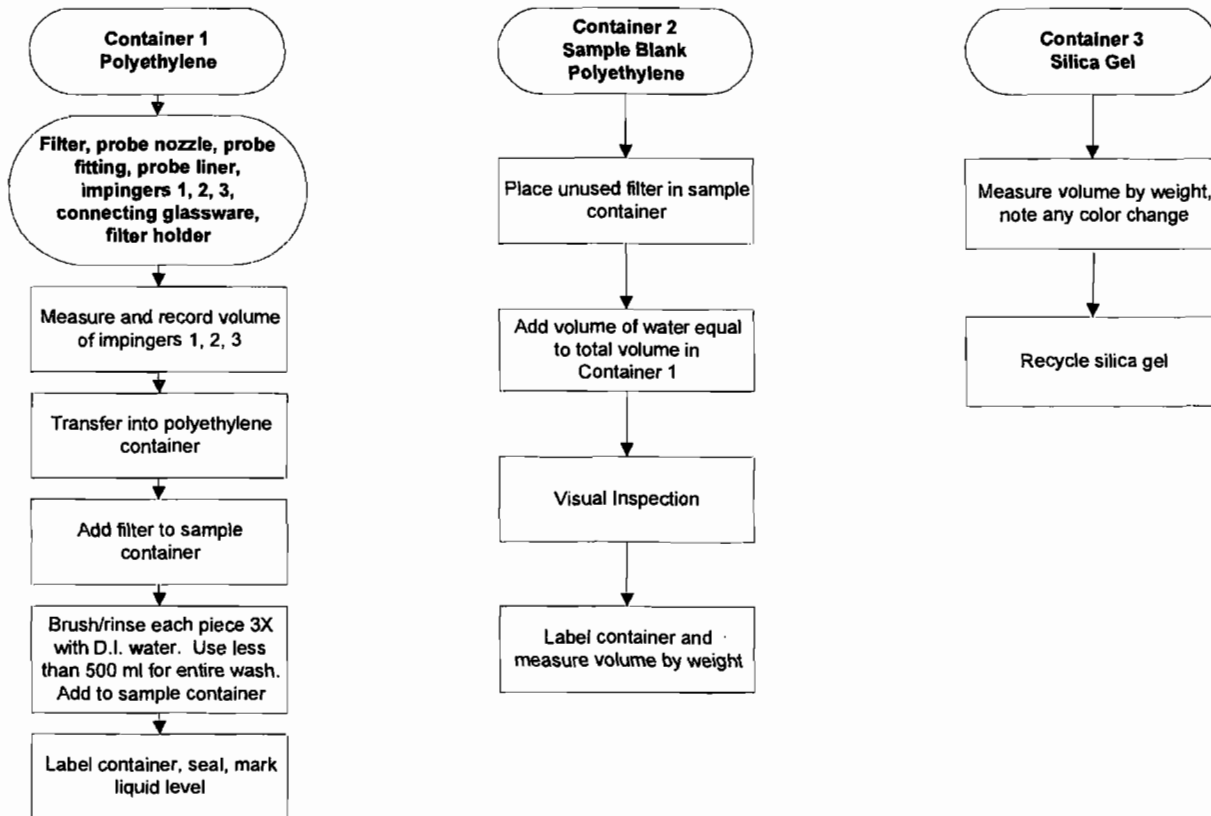 Container 1
Polyethylene
Filter, probe nozzle, probe
fitting, probe liner,
impingers 1, 2, 3,
connecting glassware,
filter holder
Measure and record volume
of impingers 1, 2, 3
Transfer into polyethylene
container
Add filter to sample
container
Brush/rinse each piece 3X
with D.I. water. Use less
than 500 ml for entire wash.
Add to sample container
Label container, seal, mark
liquid level
Container 2
Sample Blank
Polyethylene
Place unused filter in sample
container
Add volume of water equal
to total volume in
Container 1
Visual Inspection
Label container and
measure volume by weight
Container 3
Silica Gel
Measure volume by weight,
note any color change
Recycle silica gel